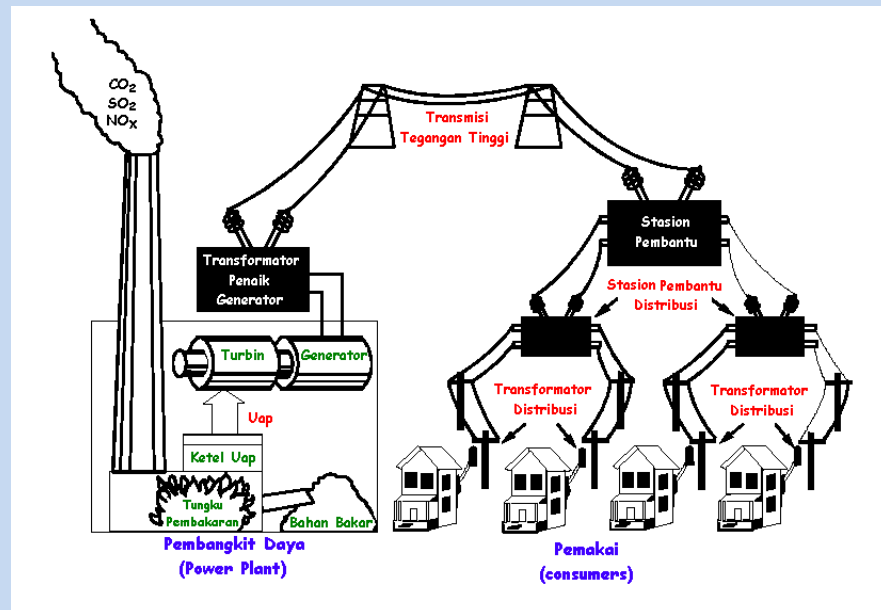 CO2
SO2
NOX
Transmisi
Tegangan Tinggi
Transformator
Penaik
Generator
Stasion
Pembantu
Stasion Pembantu
Distribusi
Turbin
Generator
Uap
Transformator
Distribusi
Transformator
Distribusi
Ketel Uap
Tungku
Pembakaran
Bahan Bakar
Pembangkit Daya
(Power Plant)
Pemakai
(consumers)